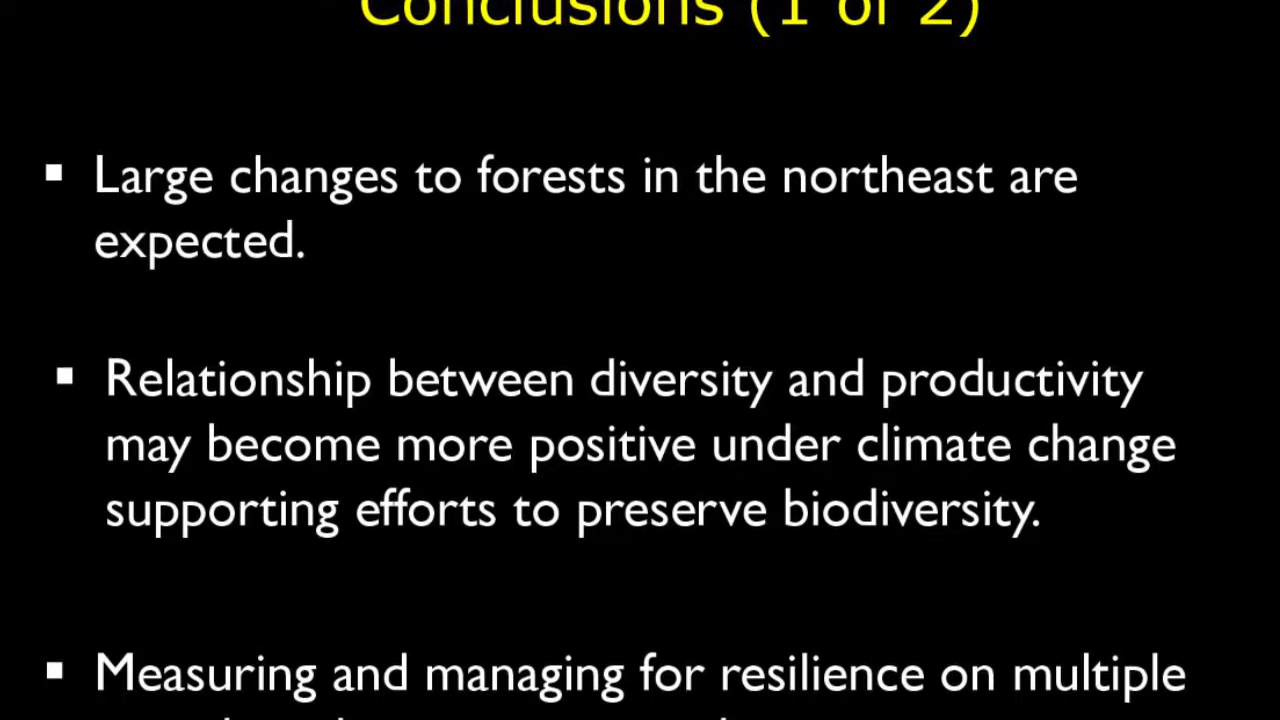 Conclusions (1 of 2)
▪ Large changes to forests in the northeast are
expected.
▪ Relationship between diversity and productivity
may become more positive under climate change
supporting efforts to preserve biodiversity.
▪ Measuring and managing for resilience on multiple